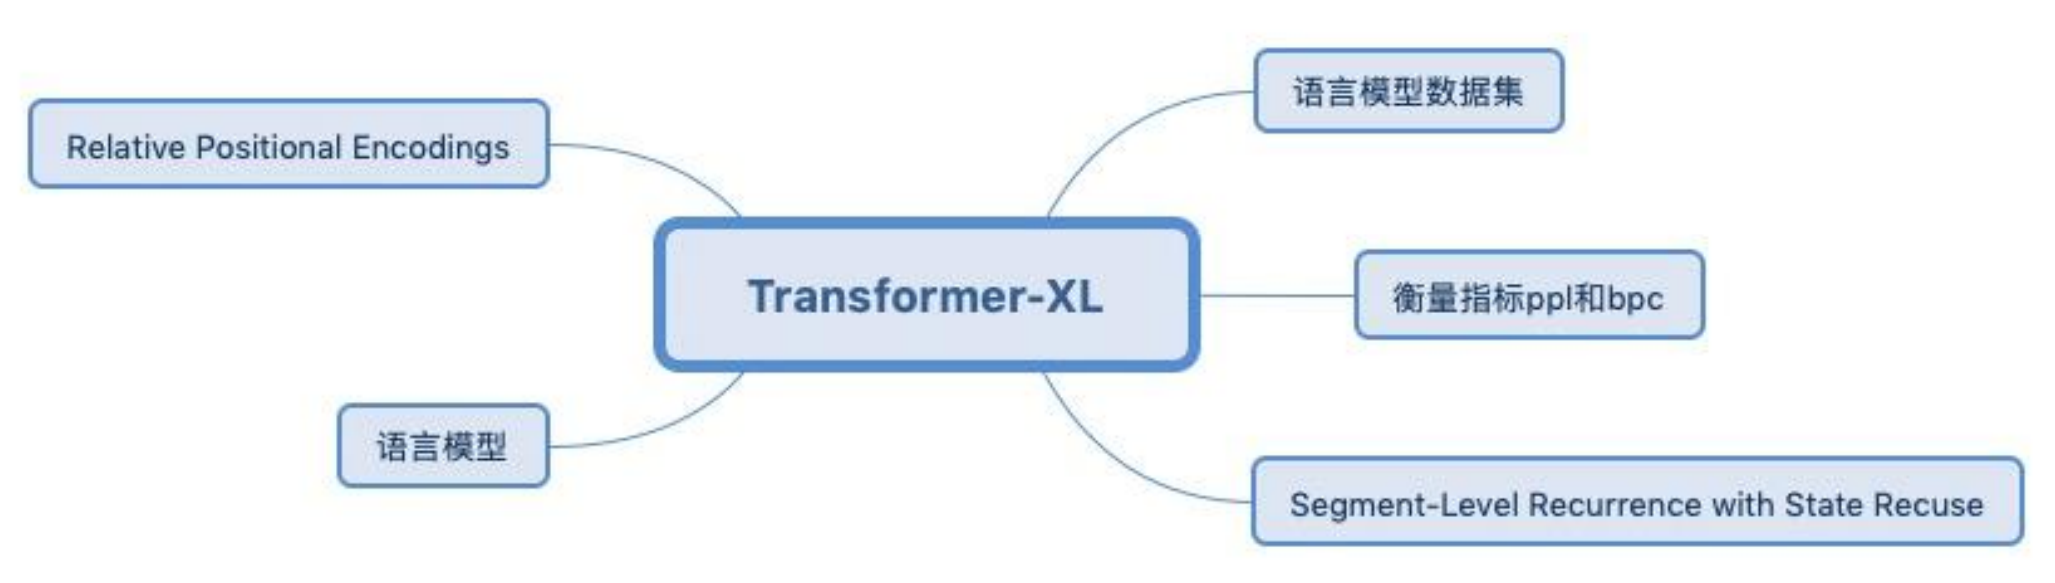 语言模型数据集
Relative Positional Encodings
Transformer-XL
衡量指标ppl和bpc
语言模型
Segment-Level Recurrence with State Recuse